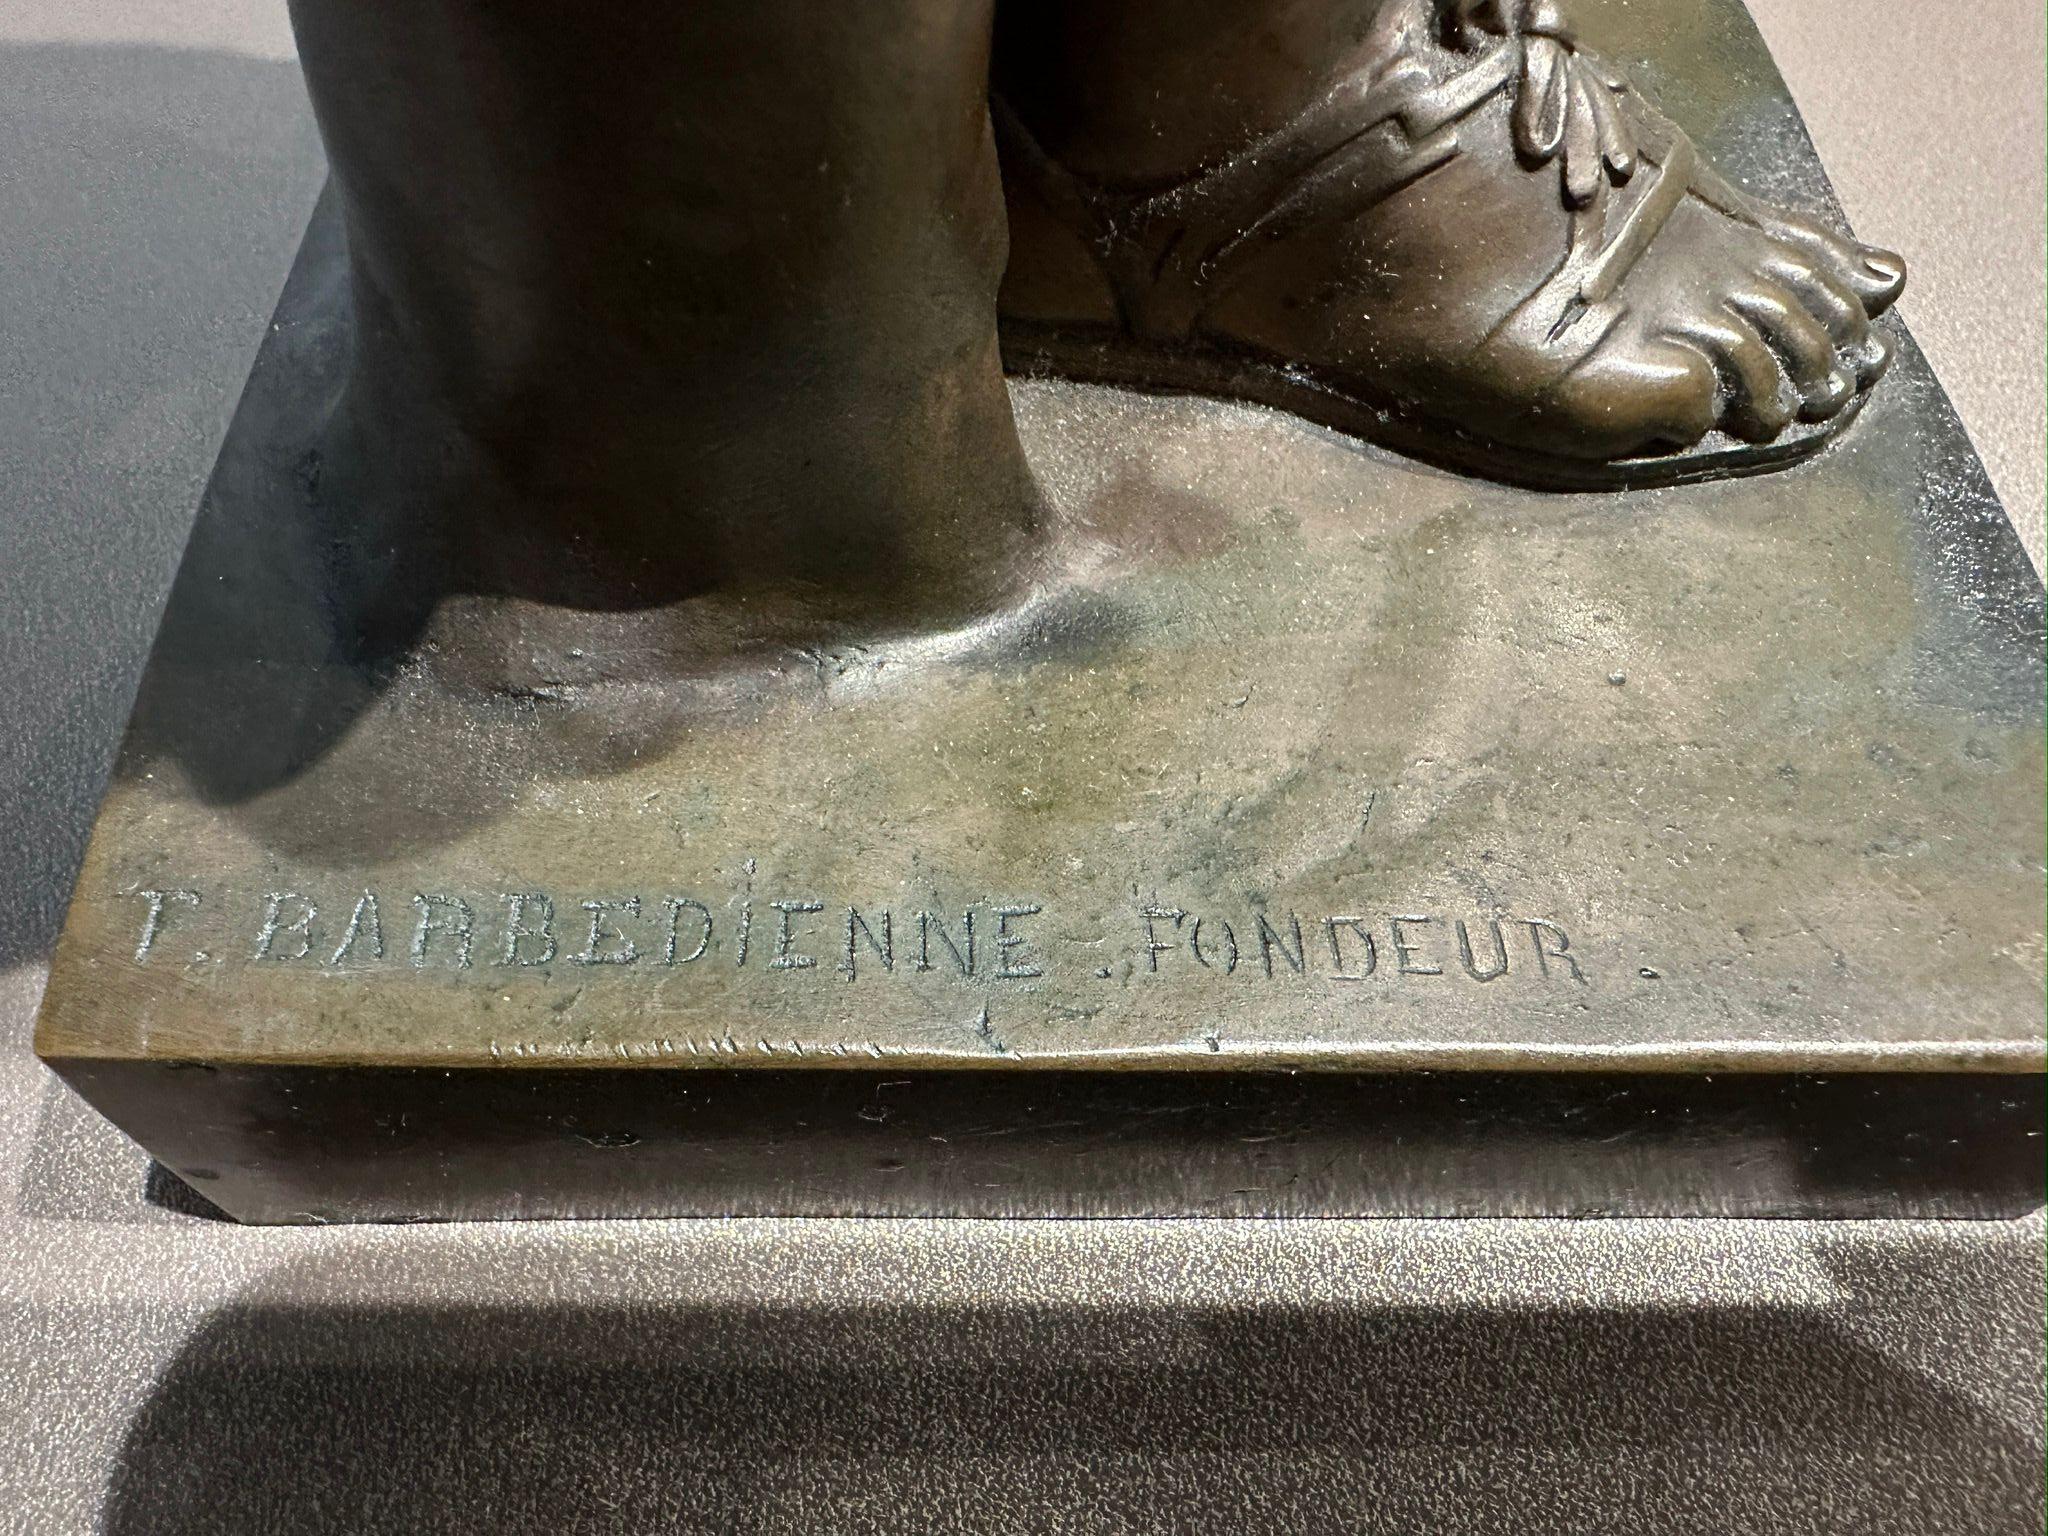 F. BARBEDIENNE . FONDEUR .